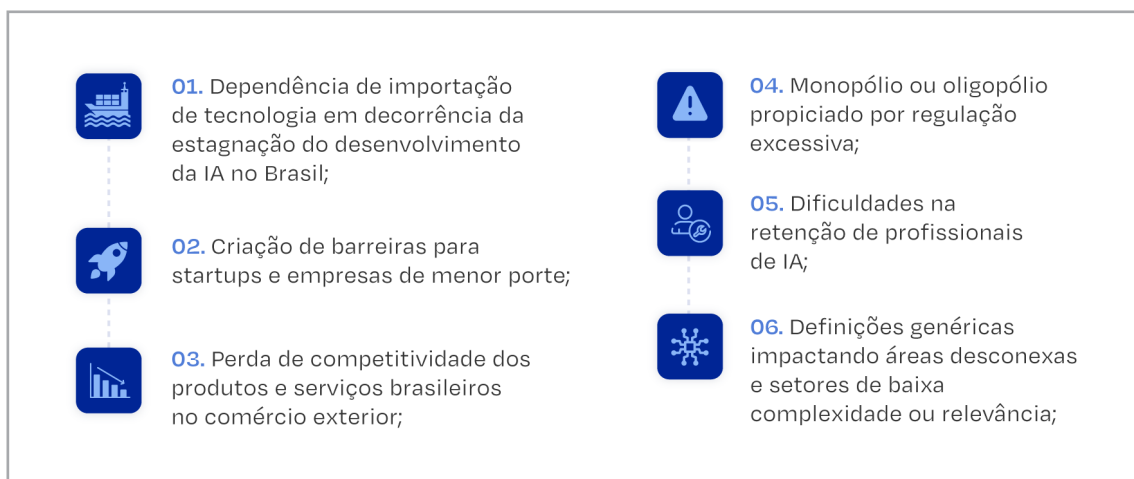 01. Dependência de importação
de tecnologia em decorrência da
estagnação do desenvolvimento
da IA no Brasil;
02. Criação de barreiras para
startups e empresas de menor porte;
03. Perda de competitividade dos
produtos e serviços brasileiros
no comércio exterior;
04. Monopólio ou oligopólio
propiciado por regulação
excessiva;
05. Dificuldades na
retenção de profissionais
de IA;
06. Definições genéricas
impactando áreas desconexas
e setores de baixa
complexidade ou relevância;